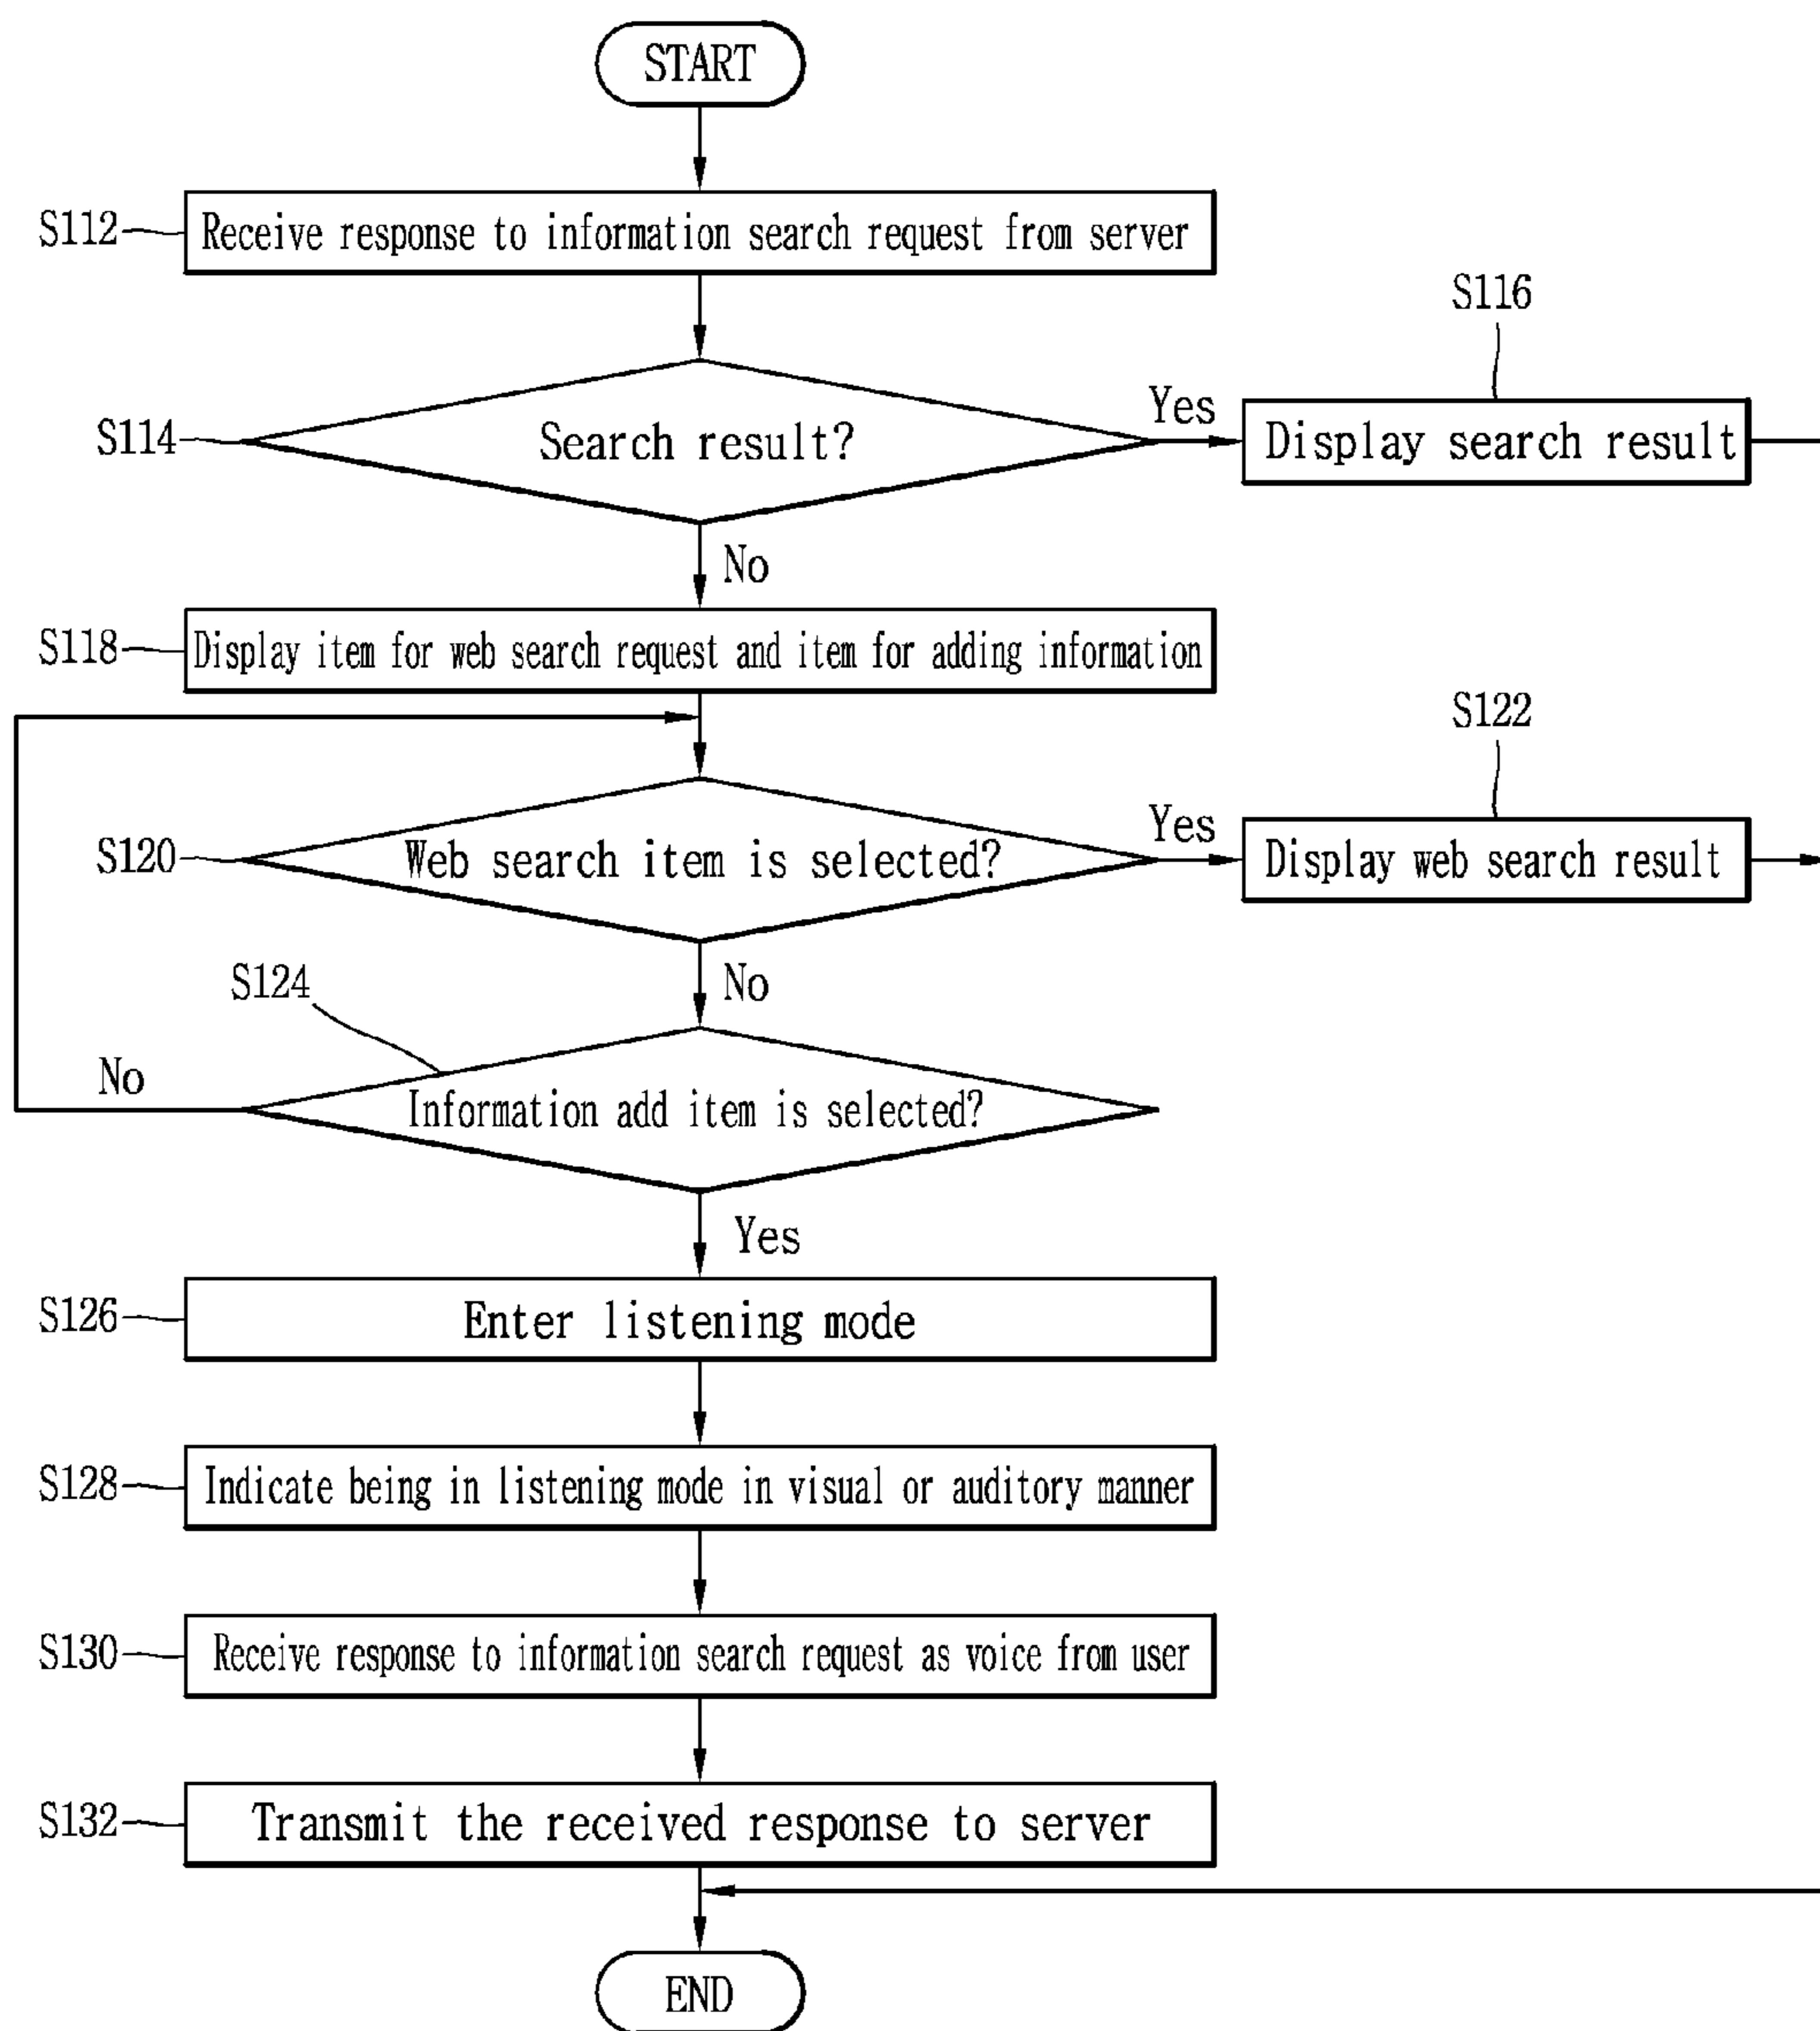 START
S112
Receive response to information search request from server
S116
S114
Search result?
Yes
Display search result
No
S118
Display item for web search request and item for adding information
S122
S120
Web search item is selected?
Yes
Display web search result
No
S124
No
Information add item is selected?
Yes
S126
Enter listening mode
S128
Indicate being in listening mode in visual or auditory manner
S130
Receive response to information search request as voice from user
S132
Transmit the received response to server
END